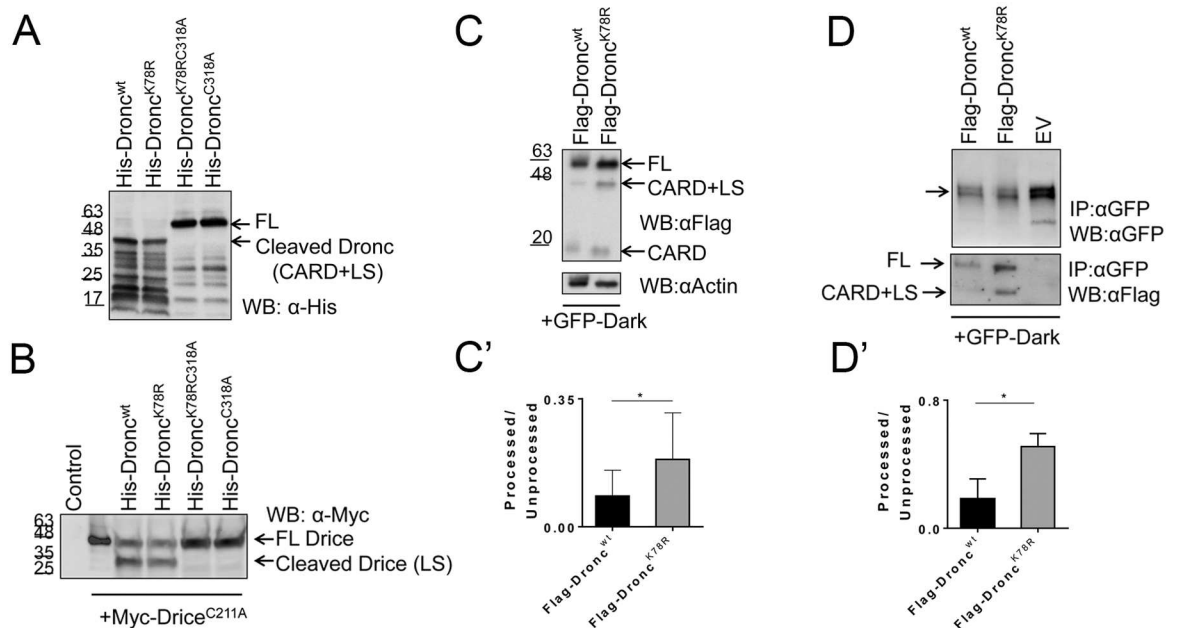 A
His-Dronc^wt
His-Dronc^K78R
His-Dronc^K78RC318A
His-Dronc^C318A
63
48
35
25
17
FL
Cleaved Dronc
(CARD+LS)
WB: α-His
B
Control
His-Dronc^wt
His-Dronc^K78R
His-Dronc^K78RC318A
His-Dronc^C318A
WB: α-Myc
63
48
35
25
FL Drice
Cleaved Drice (LS)
+Myc-Drice^C211A
C
Flag-Dronc^wt
Flag-Dronc^K78R
63
48
20
FL
CARD+LS
WB:αFlag
CARD
WB:αActin
+GFP-Dark
C'
Processed/
Unprocessed
0.35
0.00
*
Flag-Dronc^wt
Flag-Dronc^K78R
D
Flag-Dronc^wt
Flag-Dronc^K78R
EV
IP:αGFP
WB:αGFP
FL
CARD+LS
IP:αGFP
WB:αFlag
+GFP-Dark
D'
Processed/
Unprocessed
0.8
0.0
*
Flag-Dronc^wt
Flag-Dronc^K78R